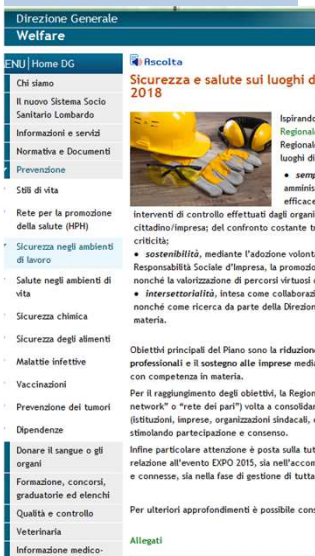 Direzione Generale
Welfare
ENU | Home DG
Chi siamo
Il nuovo Sistema Socio
Sanitario Lombardo
Informazioni e servizi
Normativa e Documenti
Prevenzione
Stili di vita
Rete per la promozione
della salute (HPH)
Sicurezza negli ambienti
di lavoro
Salute negli ambienti di
vita
Sicurezza chimica
Sicurezza degli alimenti
Malattie infettive
Vaccinazioni
Prevenzione dei tumori
Dipendenze
Donare il sangue o gli
organi
Formazione, concorsi,
graduatorie ed elenchi
Qualità e controllo
Veterinaria
Informazione medico-
Ascolta
Sicurezza e salute sui luoghi d
2018
Ispirando
Regionale
Regionale
luoghi di
• semp
amminis
efficace
interventi di controllo effettuati dagli organi
cittadino/impresa; del confronto costante tr
criticità;
• sostenibilità, mediante l'adozione volont
Responsabilità Sociale d'Impresa, la promozio
nonché la valorizzazione di percorsi virtuosi
• intersettorialità, intesa come collaborazi
nonché come ricerca da parte della Direzion
materia.
Obiettivi principali del Piano sono la riduzione
professionali e il sostegno alle imprese media
con competenza in materia.
Per il raggiungimento degli obiettivi, la Region
network” o “rete dei pari”) volta a consolidar
(istituzioni, imprese, organizzazioni sindacali,
stimolando partecipazione e consenso.
Infine particolare attenzione è posta sulla tut
relazione all'evento EXPO 2015, sia nell'accom
e connesse, sia nella fase di gestione di tutta
Per ulteriori approfondimenti è possibile cons
Allegati